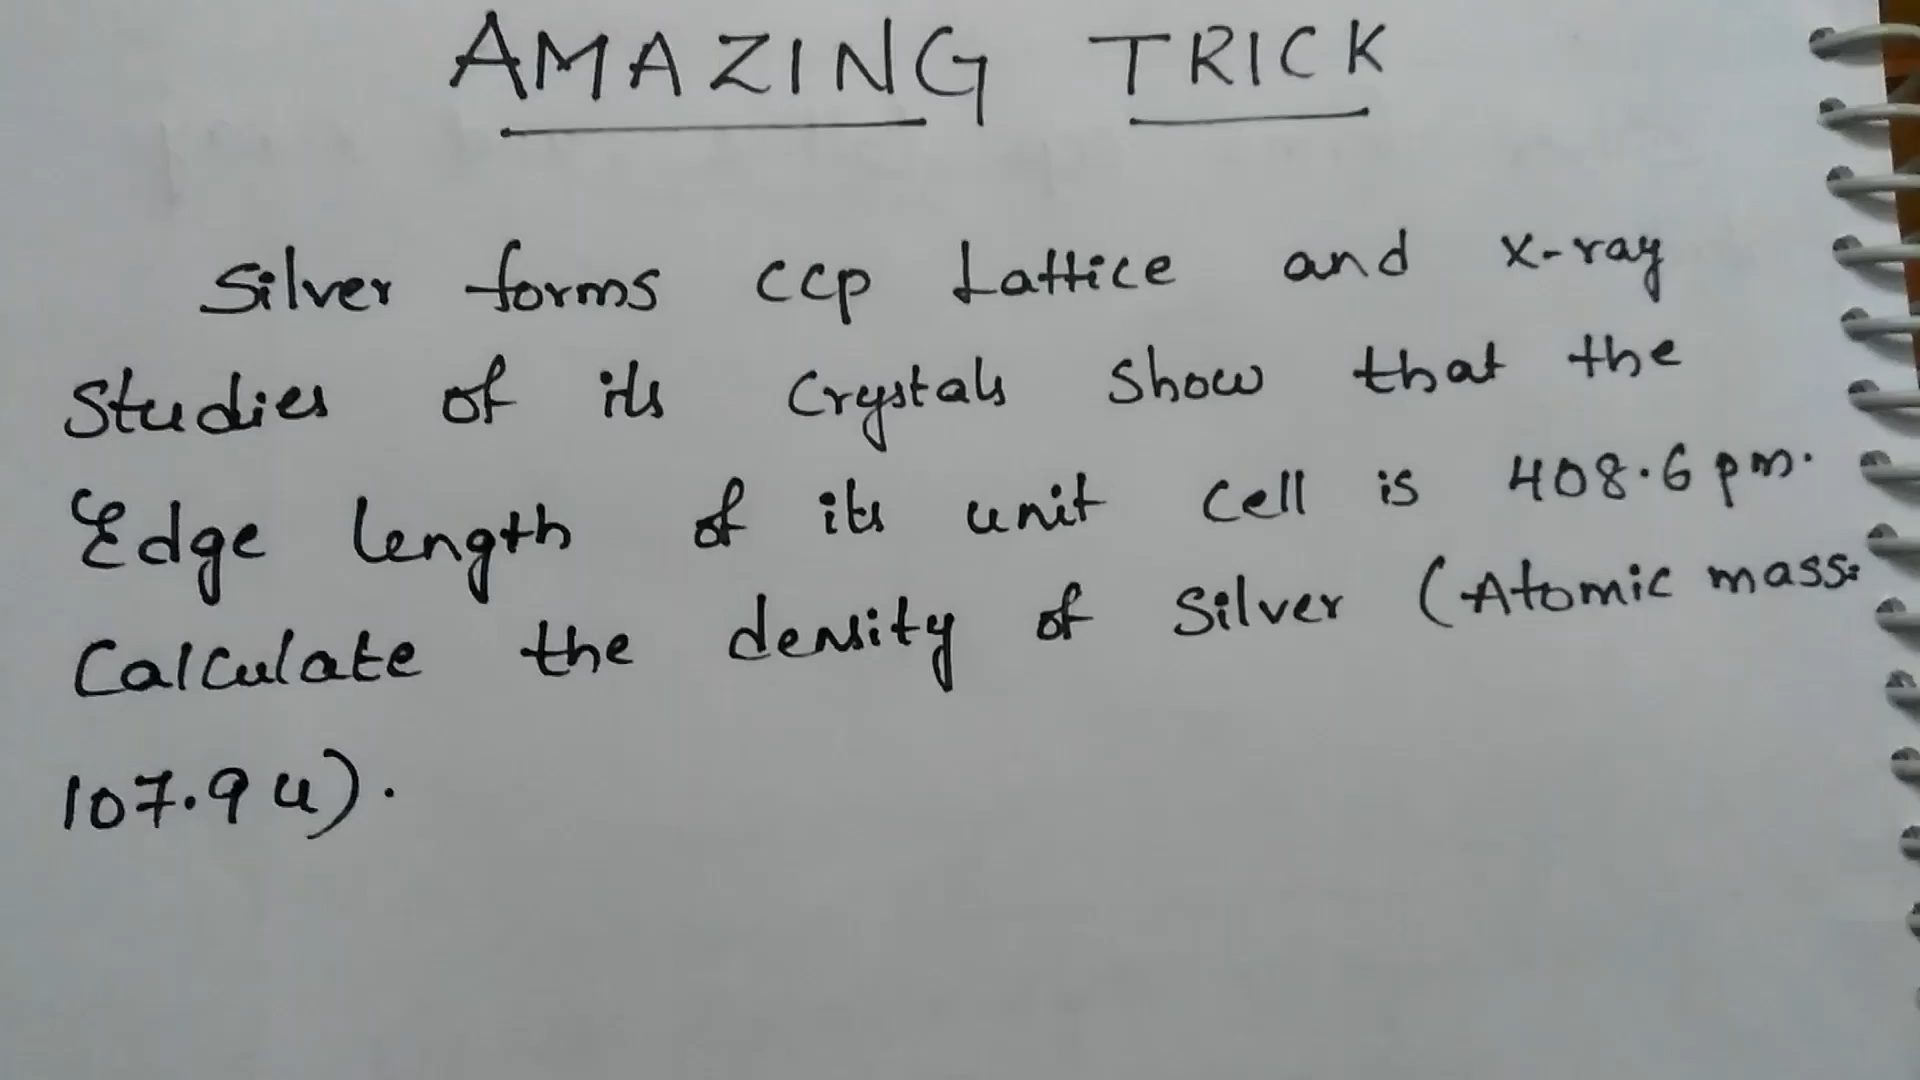 AMAZING TRICK
Silver forms ccp Lattice and x-ray
Studies of its Crystals Show that the
Edge length of its unit Cell is 408.6 pm.
Calculate the density of Silver (Atomic mass=
107.9 u).